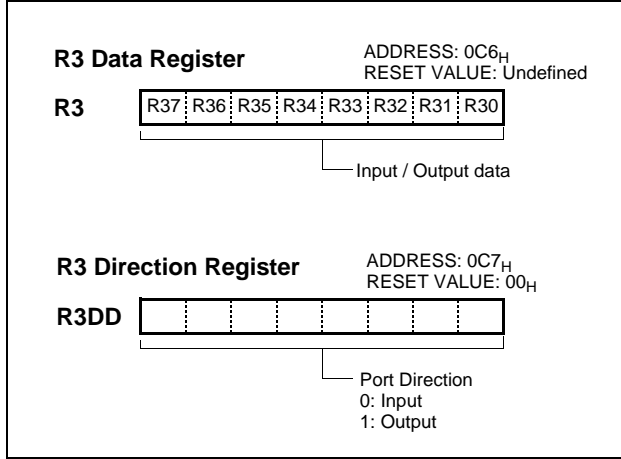 R3 Data Register
ADDRESS: 0C6H
RESET VALUE: Undefined
R3
R37 R36 R35 R34 R33 R32 R31 R30
Input / Output data
R3 Direction Register
ADDRESS: 0C7H
RESET VALUE: 00H
R3DD
Port Direction
0: Input
1: Output